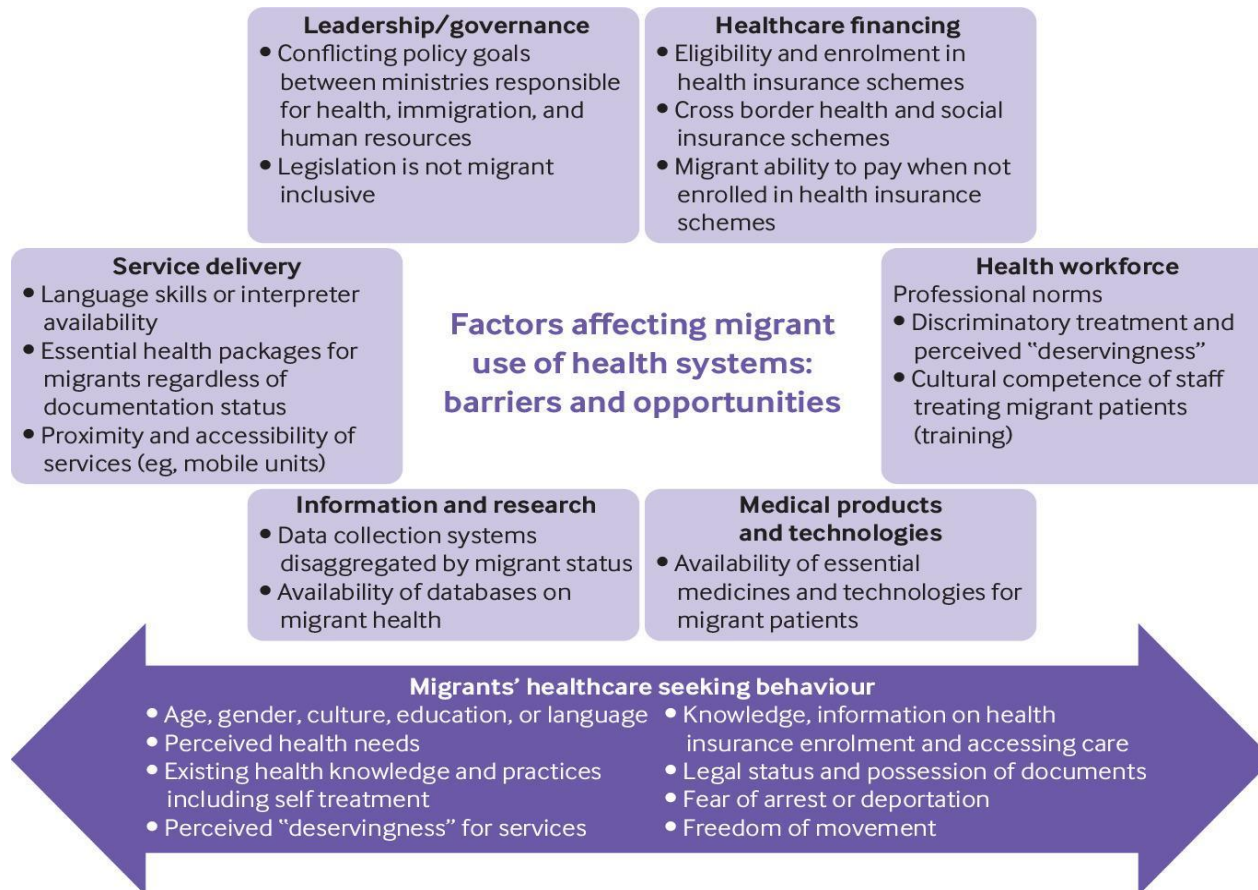 Leadership/governance
• Conflicting policy goals
between ministries responsible
for health, immigration, and
human resources
• Legislation is not migrant
inclusive
Healthcare financing
• Eligibility and enrolment in
health insurance schemes
• Cross border health and social
insurance schemes
• Migrant ability to pay when not
enrolled in health insurance
schemes
Service delivery
• Language skills or interpreter
availability
• Essential health packages for
migrants regardless of
documentation status
• Proximity and accessibility of
services (eg, mobile units)
Factors affecting migrant
use of health systems:
barriers and opportunities
Health workforce
Professional norms
• Discriminatory treatment and
perceived "deservingness"
• Cultural competence of staff
treating migrant patients
(training)
Information and research
• Data collection systems
disaggregated by migrant status
• Availability of databases on
migrant health
Medical products
and technologies
• Availability of essential
medicines and technologies for
migrant patients
Migrants' healthcare seeking behaviour
• Age, gender, culture, education, or language
• Perceived health needs
• Existing health knowledge and practices
including self treatment
• Perceived "deservingness" for services
• Knowledge, information on health
insurance enrolment and accessing care
• Legal status and possession of documents
• Fear of arrest or deportation
• Freedom of movement